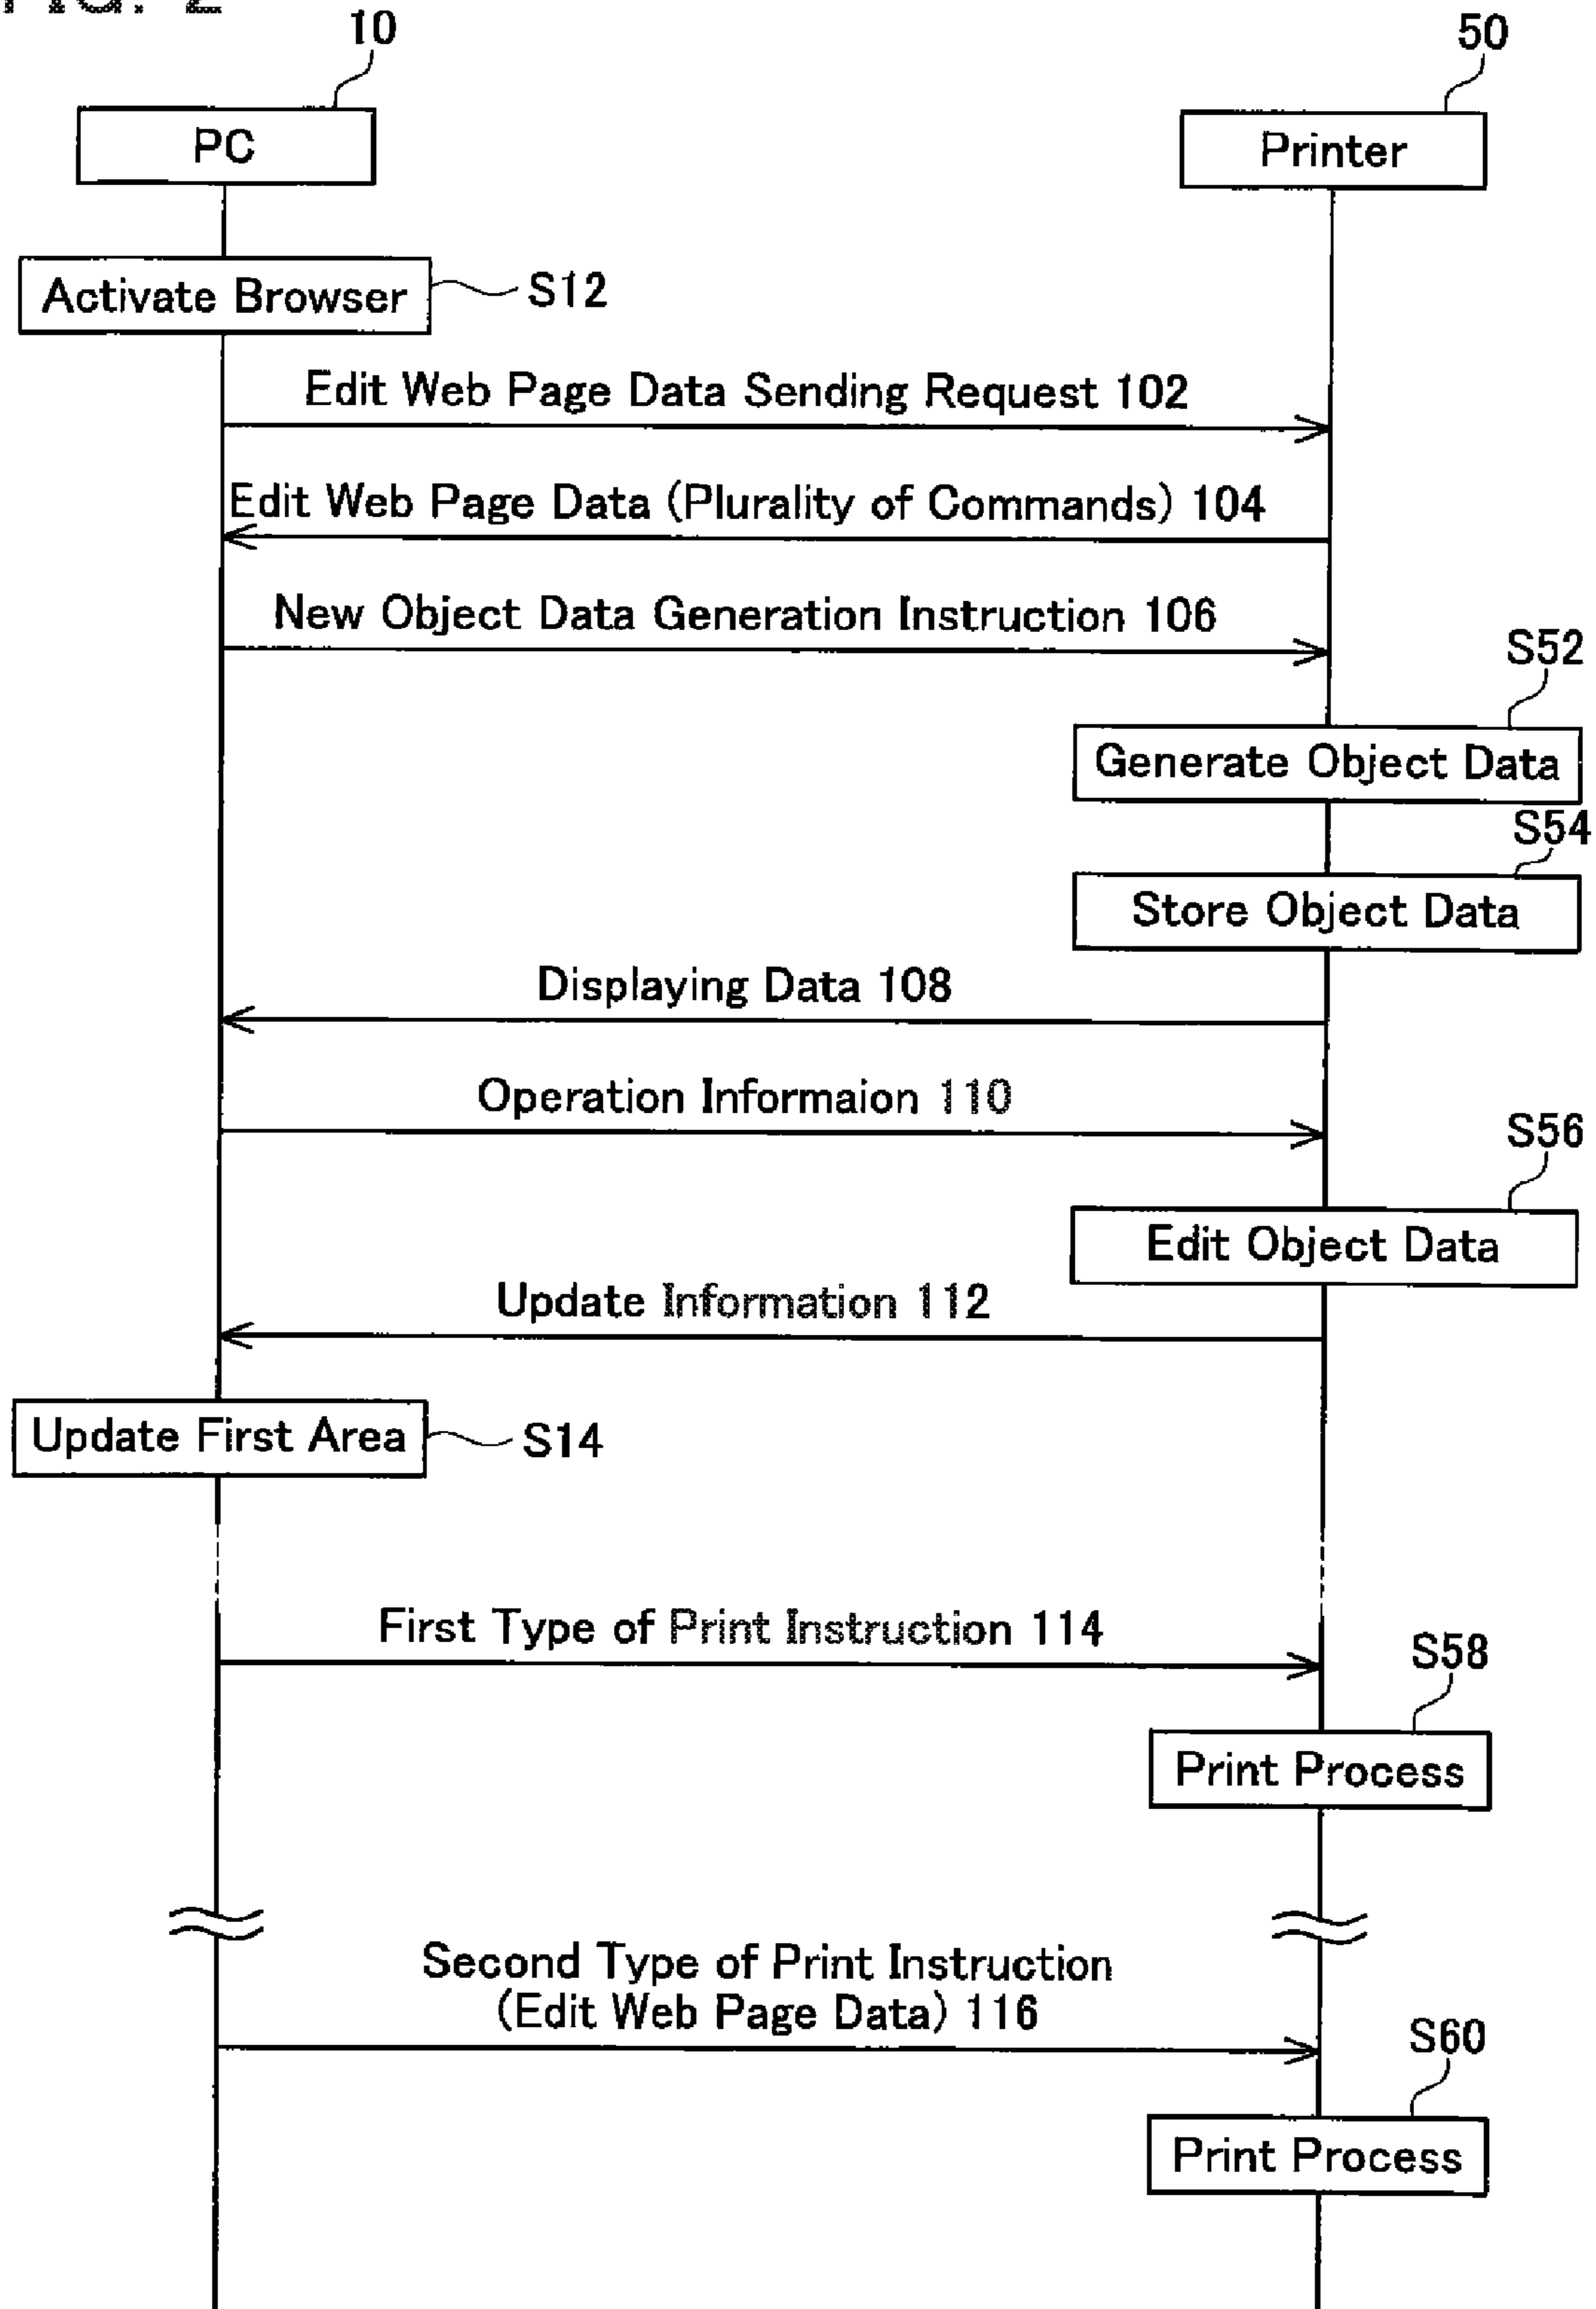 FIG. 2
10
50
PC
Printer
Activate Browser
S12
Edit Web Page Data Sending Request 102
Edit Web Page Data (Plurality of Commands) 104
New Object Data Generation Instruction 106
S52
Generate Object Data
S54
Store Object Data
Displaying Data 108
Operation Informaion 110
S56
Edit Object Data
Update Information 112
Update First Area
S14
First Type of Print Instruction 114
S58
Print Process
Second Type of Print Instruction
(Edit Web Page Data) 116
S60
Print Process